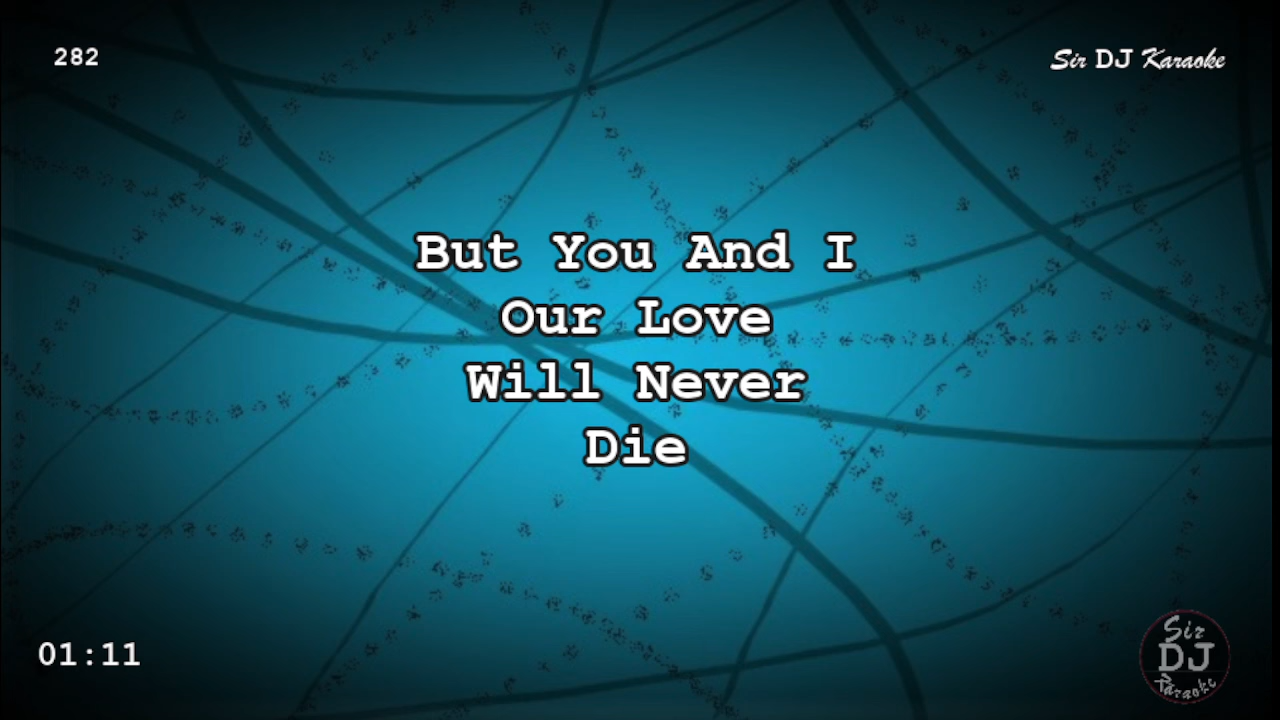 282
Sir DJ Karaoke
But You And I
Our Love
Will Never
Die
01:11
Sir
DJ
Karaoke